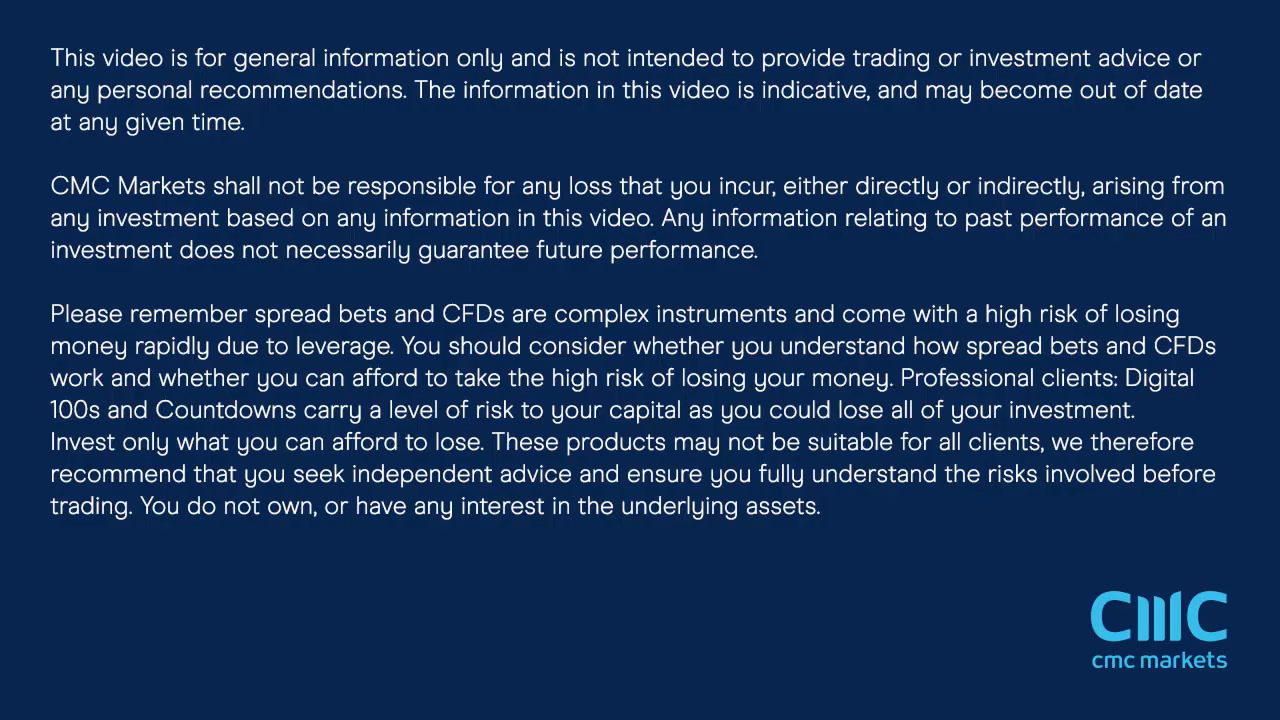 This video is for general information only and is not intended to provide trading or investment advice or
any personal recommendations. The information in this video is indicative, and may become out of date
at any given time.
CMC Markets shall not be responsible for any loss that you incur, either directly or indirectly, arising from
any investment based on any information in this video. Any information relating to past performance of an
investment does not necessarily guarantee future performance.
Please remember spread bets and CFDs are complex instruments and come with a high risk of losing
money rapidly due to leverage. You should consider whether you understand how spread bets and CFDs
work and whether you can afford to take the high risk of losing your money. Professional clients: Digital
100s and Countdowns carry a level of risk to your capital as you could lose all of your investment.
Invest only what you can afford to lose. These products may not be suitable for all clients, we therefore
recommend that you seek independent advice and ensure you fully understand the risks involved before
trading. You do not own, or have any interest in the underlying assets.
CMC
cmc markets